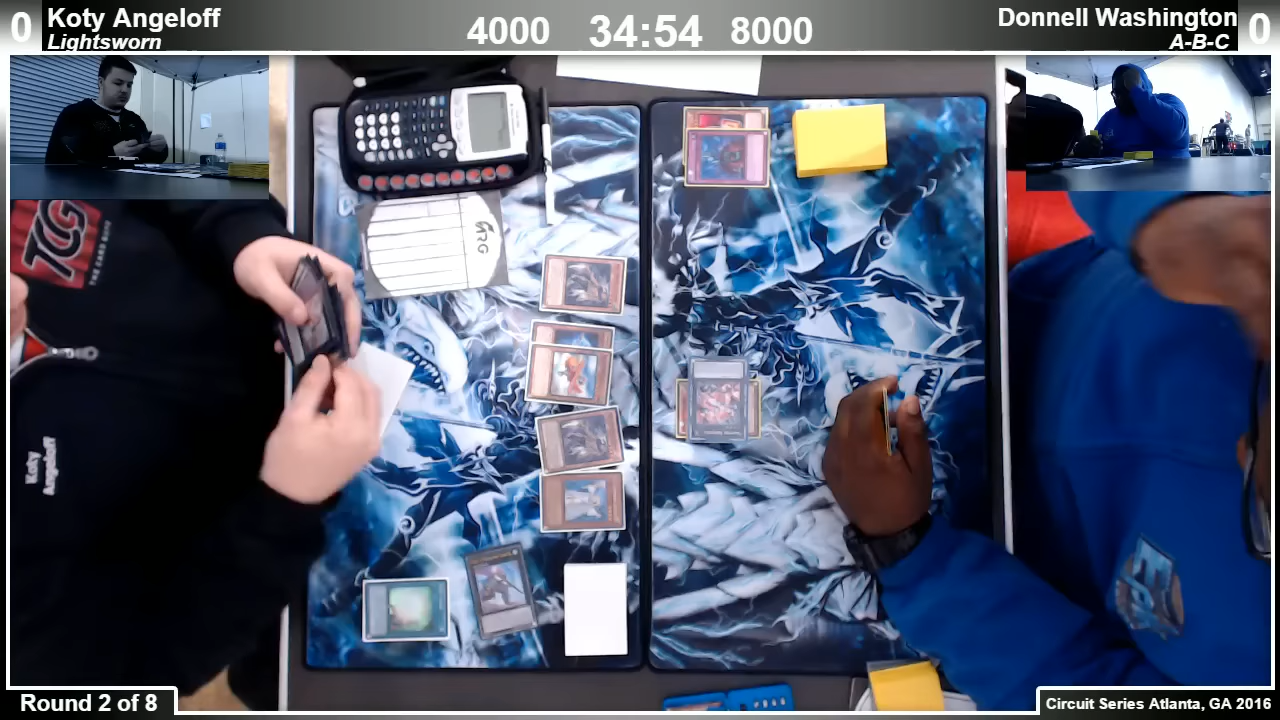 0 Koty Angeloff
Lightsworn
4000 34:54 8000
Donnell Washington 0
A-B-C
TCG
ARG
Koty
Angeloff
Round 2 of 8
Circuit Series Atlanta, GA 2016